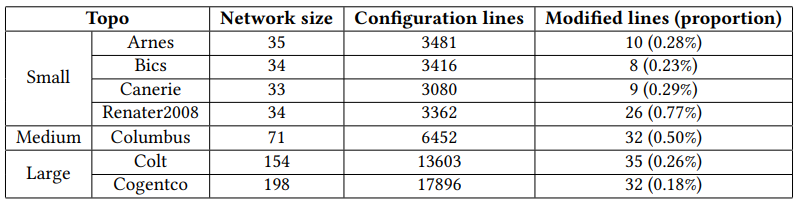 Topo Network size Configuration lines Modified lines (proportion)
Small Arnes 35 3481 10 (0.28%)
Bics 34 3416 8 (0.23%)
Canerie 33 3080 9 (0.29%)
Renater2008 34 3362 26 (0.77%)
Medium Columbus 71 6452 32 (0.50%)
Large Colt 154 13603 35 (0.26%)
Cogentco 198 17896 32 (0.18%)